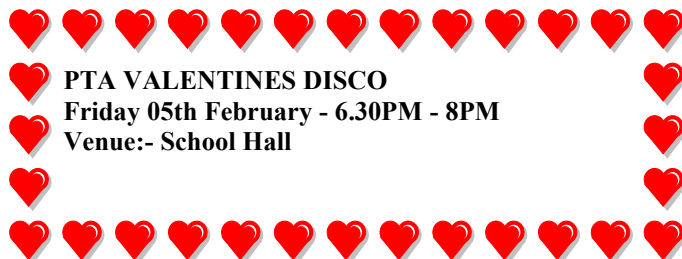 PTA VALENTINES DISCO
Friday 05th February - 6.30PM - 8PM
Venue:- School Hall